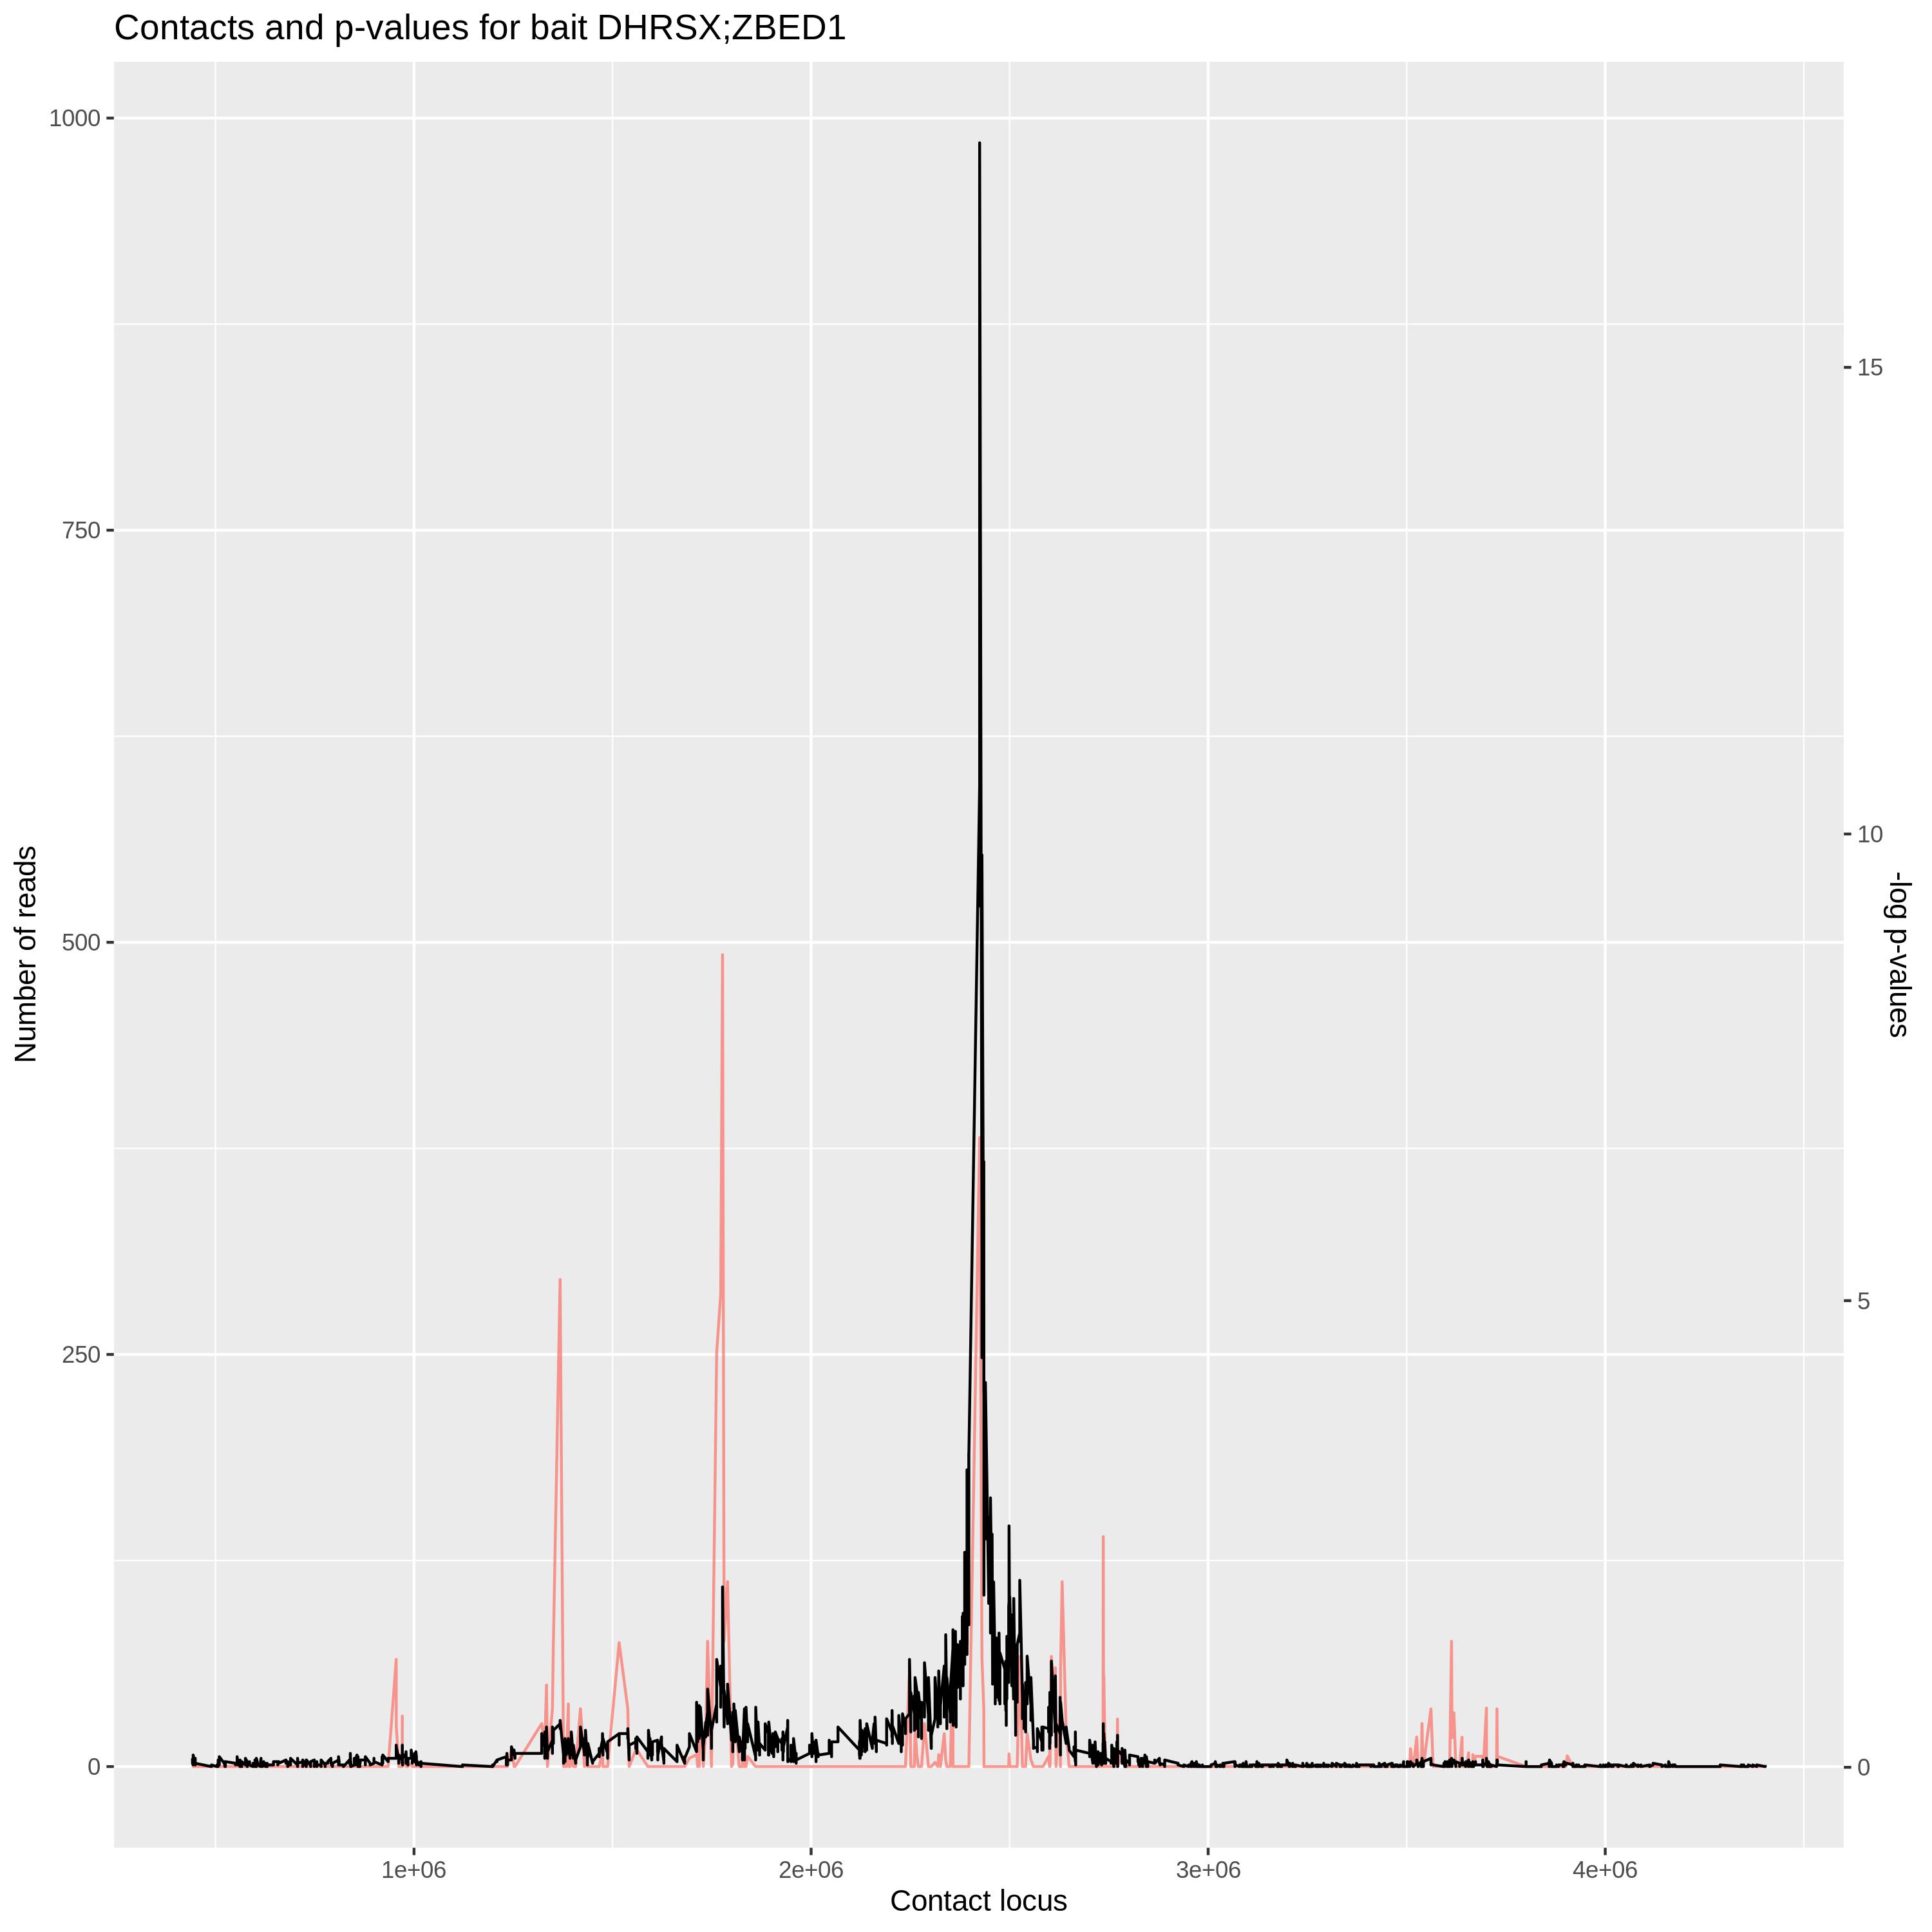 Contacts and p-values for bait DHRSX;ZBED1
1000
750
500
250
0
Number of reads
15
10
5
0
-log p-values
1e+06
2e+06
3e+06
4e+06
Contact locus